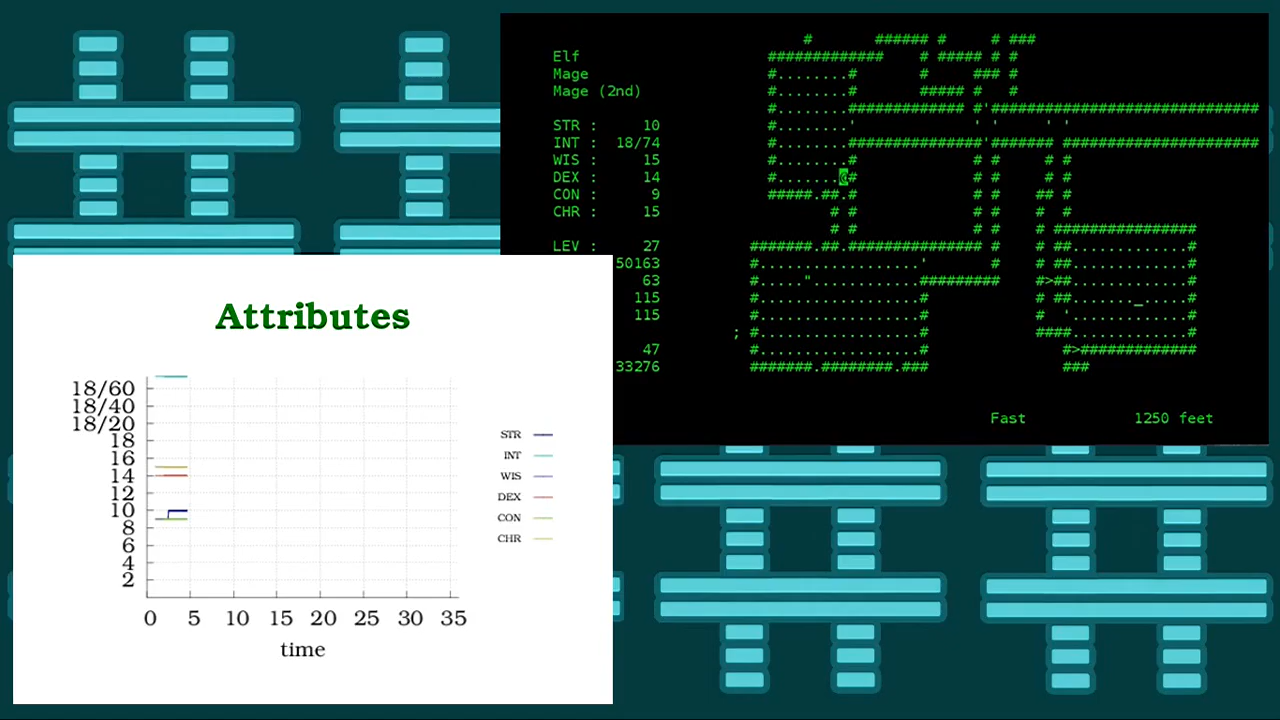 Elf
Mage
Mage (2nd)
STR : 10
INT : 18/74
WIS : 15
DEX : 14
CON : 9
CHR : 15
LEV : 27
50163
63
115
115
47
33276
Fast 1250 feet
Attributes
18/60
18/40
18/20
18
16
14
12
10
8
6
4
2
0 5 10 15 20 25 30 35
time
STR
INT
WIS
DEX
CON
CHR